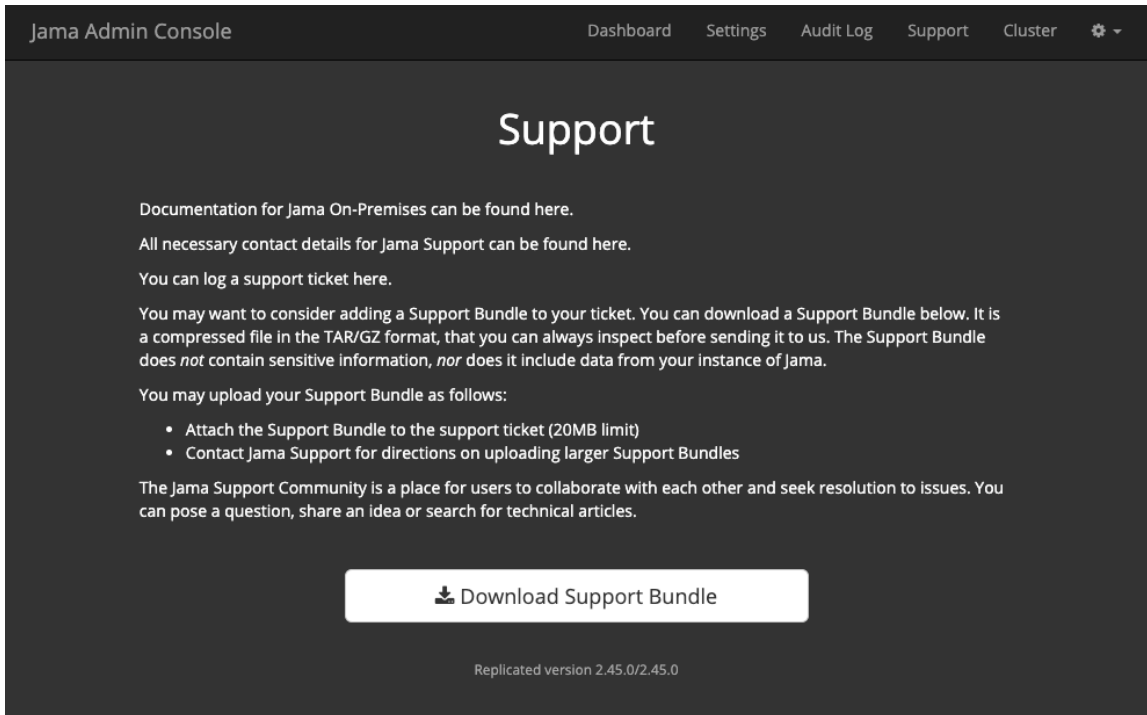 Jama Admin Console
Dashboard Settings Audit Log Support Cluster
Support
Documentation for Jama On-Premises can be found here.
All necessary contact details for Jama Support can be found here.
You can log a support ticket here.
You may want to consider adding a Support Bundle to your ticket. You can download a Support Bundle below. It is
a compressed file in the TAR/GZ format, that you can always inspect before sending it to us. The Support Bundle
does not contain sensitive information, nor does it include data from your instance of Jama.
You may upload your Support Bundle as follows:
• Attach the Support Bundle to the support ticket (20MB limit)
• Contact Jama Support for directions on uploading larger Support Bundles
The Jama Support Community is a place for users to collaborate with each other and seek resolution to issues. You
can pose a question, share an idea or search for technical articles.
Download Support Bundle
Replicated version 2.45.0/2.45.0